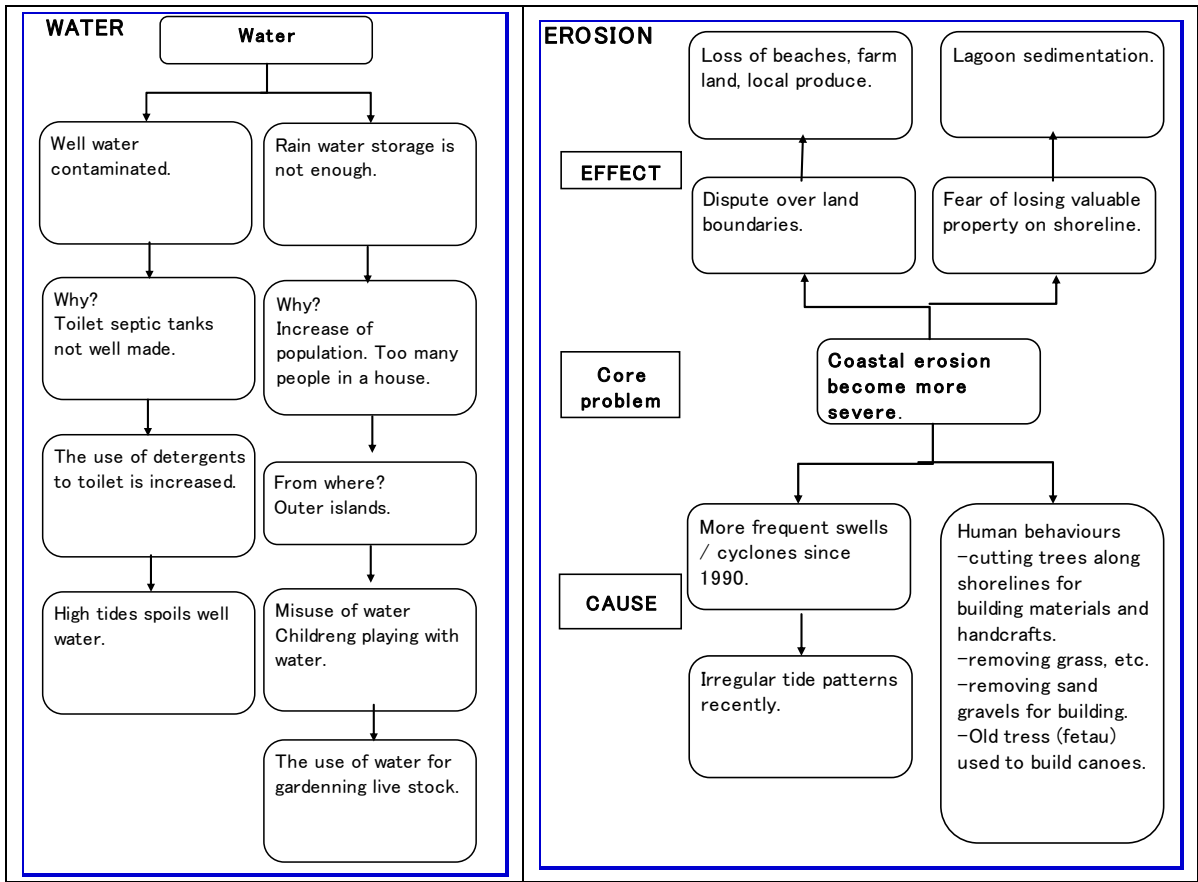 WATER
Water
Well water
contaminated.
Rain water storage is
not enough.
Why?
Toilet septic tanks
not well made.
Why?
Increase of
population. Too many
people in a house.
The use of detergents
to toilet is increased.
From where?
Outer islands.
High tides spoils well
water.
Misuse of water
Childreng playing with
water.
The use of water for
gardenning live stock.
EROSION
Loss of beaches, farm
land, local produce.
Lagoon sedimentation.
EFFECT
Dispute over land
boundaries.
Fear of losing valuable
property on shoreline.
Core
problem
Coastal erosion
become more
severe.
CAUSE
More frequent swells
/ cyclones since
1990.
Irregular tide patterns
recently.
Human behaviours
-cutting trees along
shorelines for
building materials and
handcrafts.
-removing grass, etc.
-removing sand
gravels for building.
-Old tress (fetau)
used to build canoes.